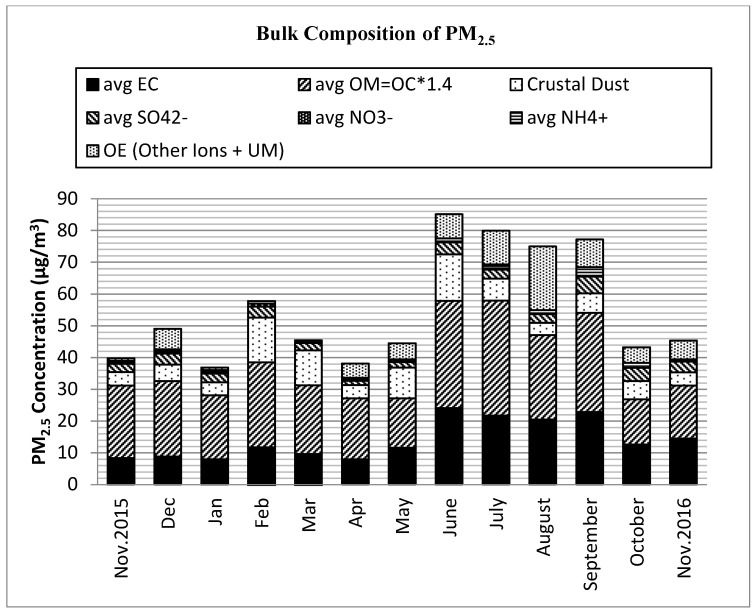 Bulk Composition of PM2.5
avg EC
avg OM=OC*1.4
Crustal Dust
avg SO42-
avg NO3-
avg NH4+
OE (Other Ions + UM)
PM2.5 Concentration (µg/m³)
90
80
70
60
50
40
30
20
10
0
Nov.2015
Dec
Jan
Feb
Mar
Apr
May
June
July
August
September
October
Nov.2016